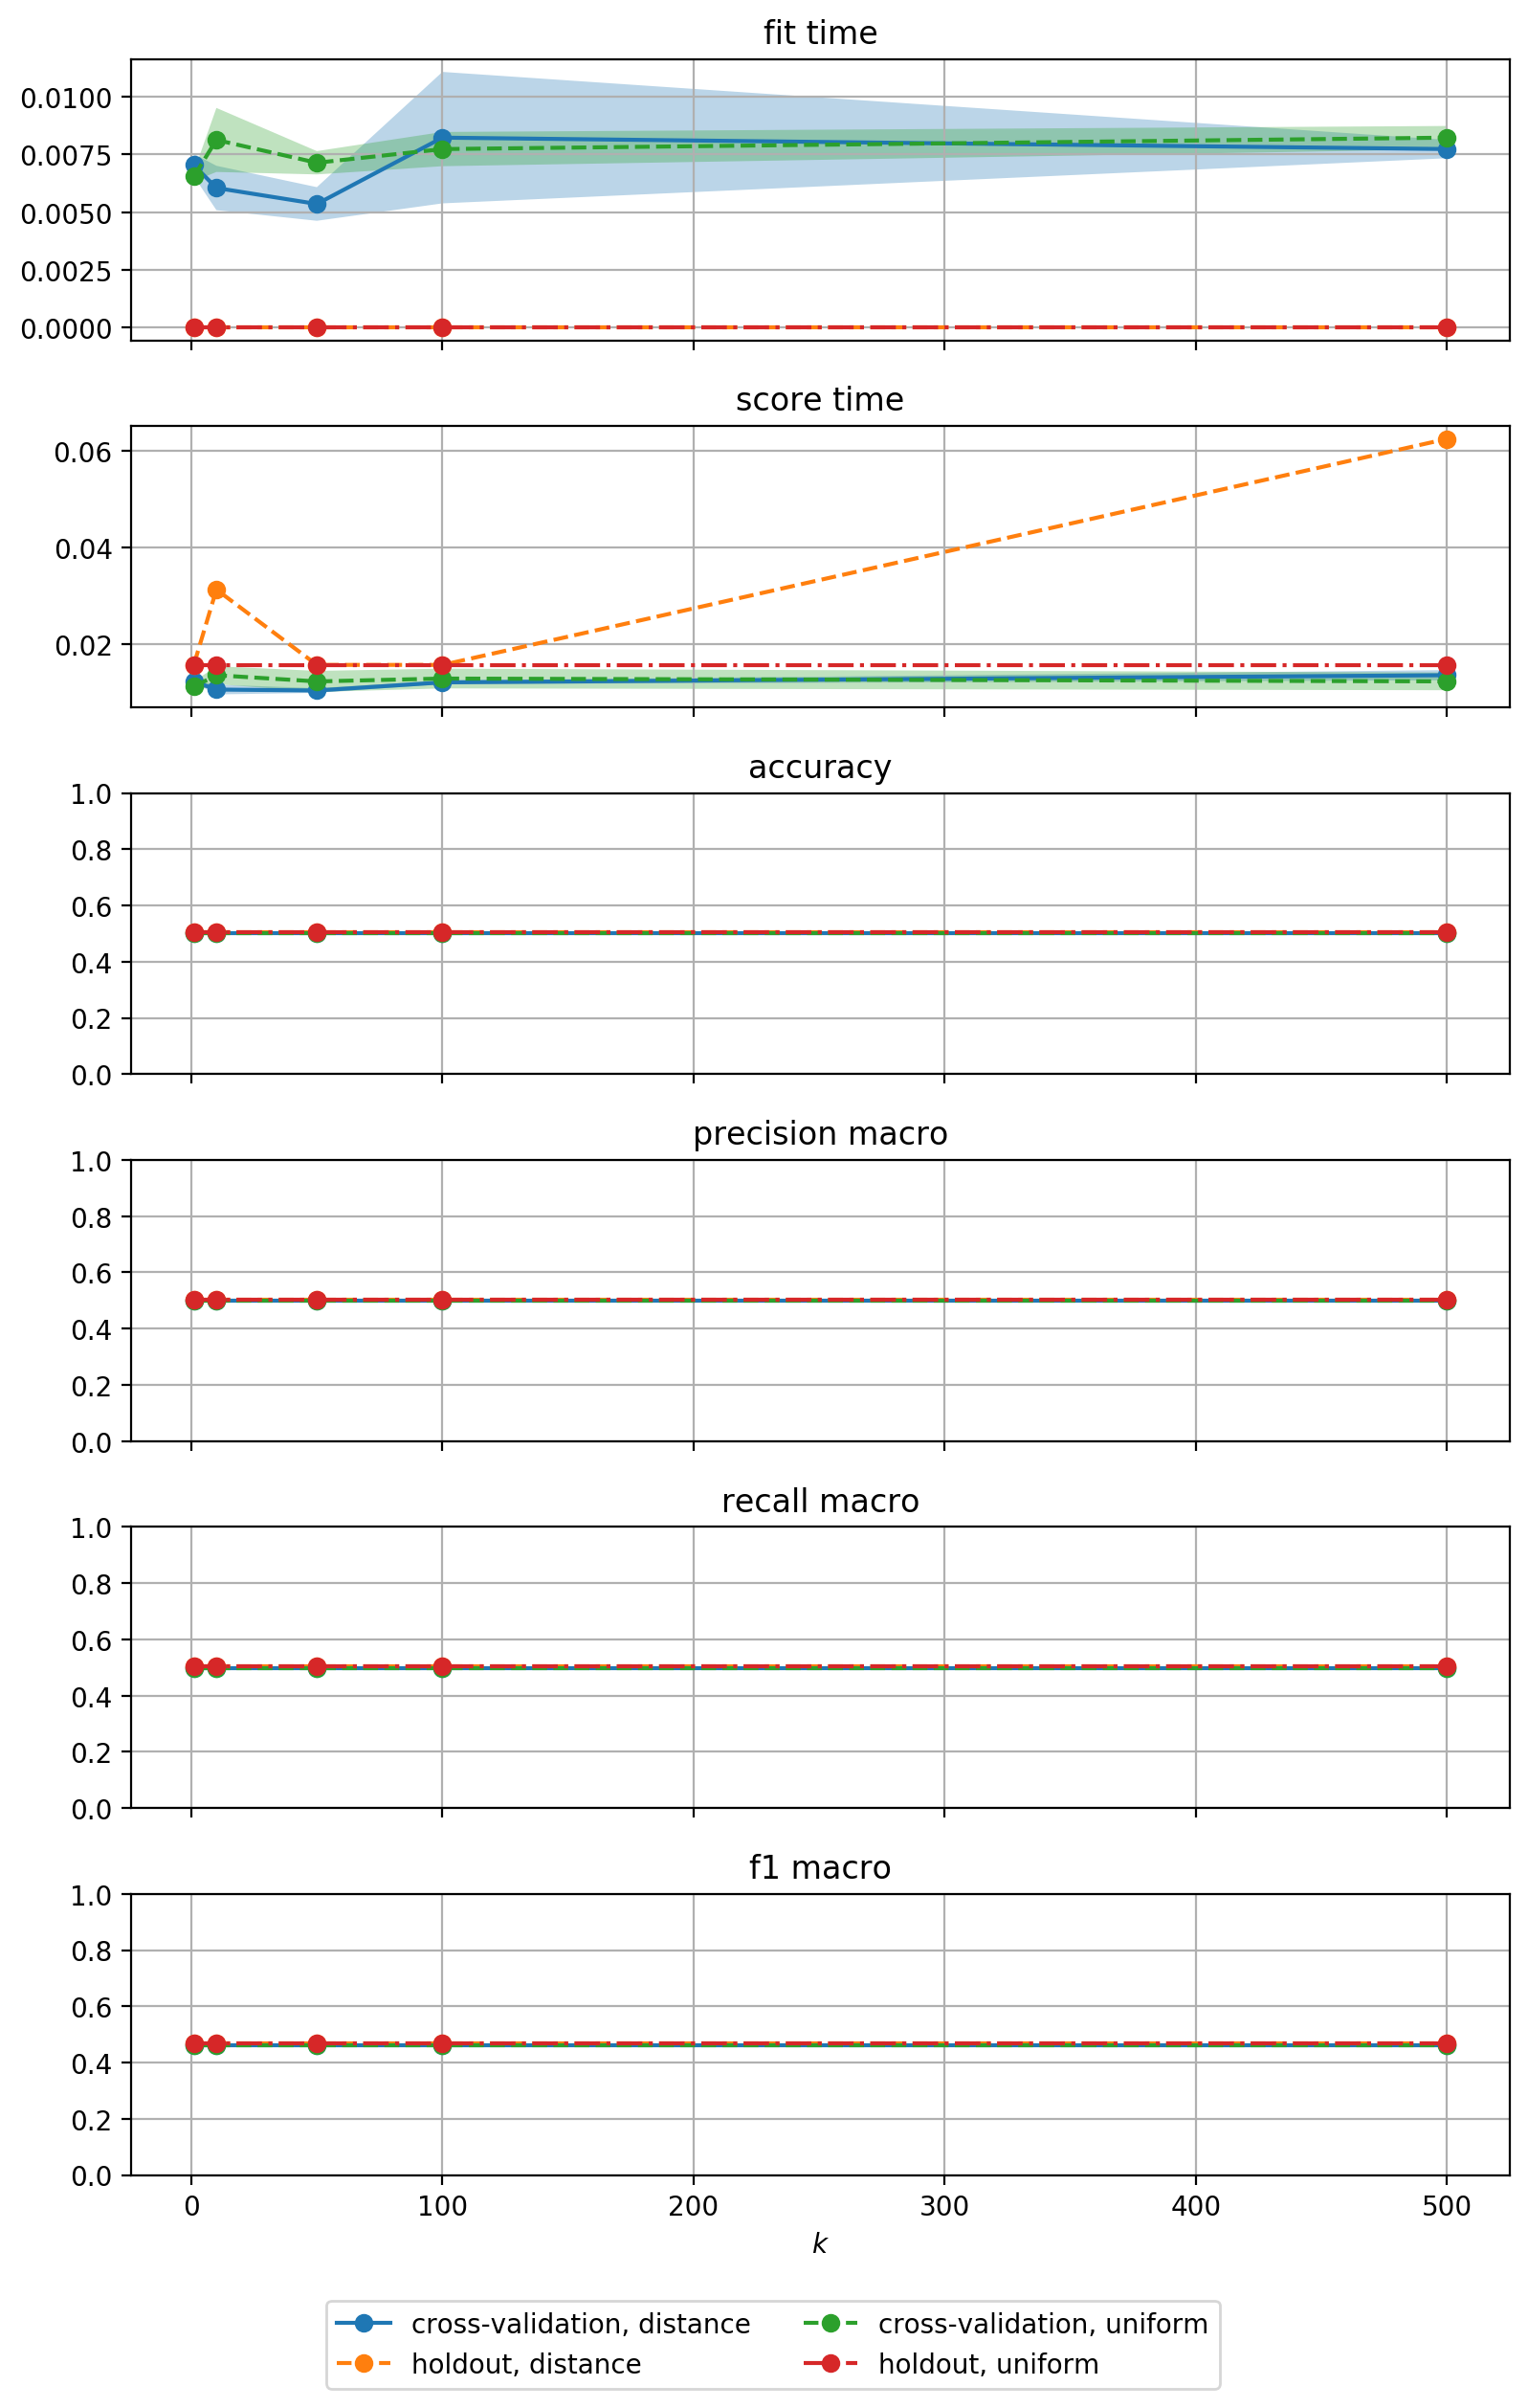 fit time
0.0100
0.0075
0.0050
0.0025
0.0000
score time
0.06
0.04
0.02
accuracy
1.0
0.8
0.6
0.4
0.2
0.0
precision macro
1.0
0.8
0.6
0.4
0.2
0.0
recall macro
1.0
0.8
0.6
0.4
0.2
0.0
f1 macro
1.0
0.8
0.6
0.4
0.2
0.0
0 100 200 300 400 500
k
cross-validation, distance
holdout, distance
cross-validation, uniform
holdout, uniform